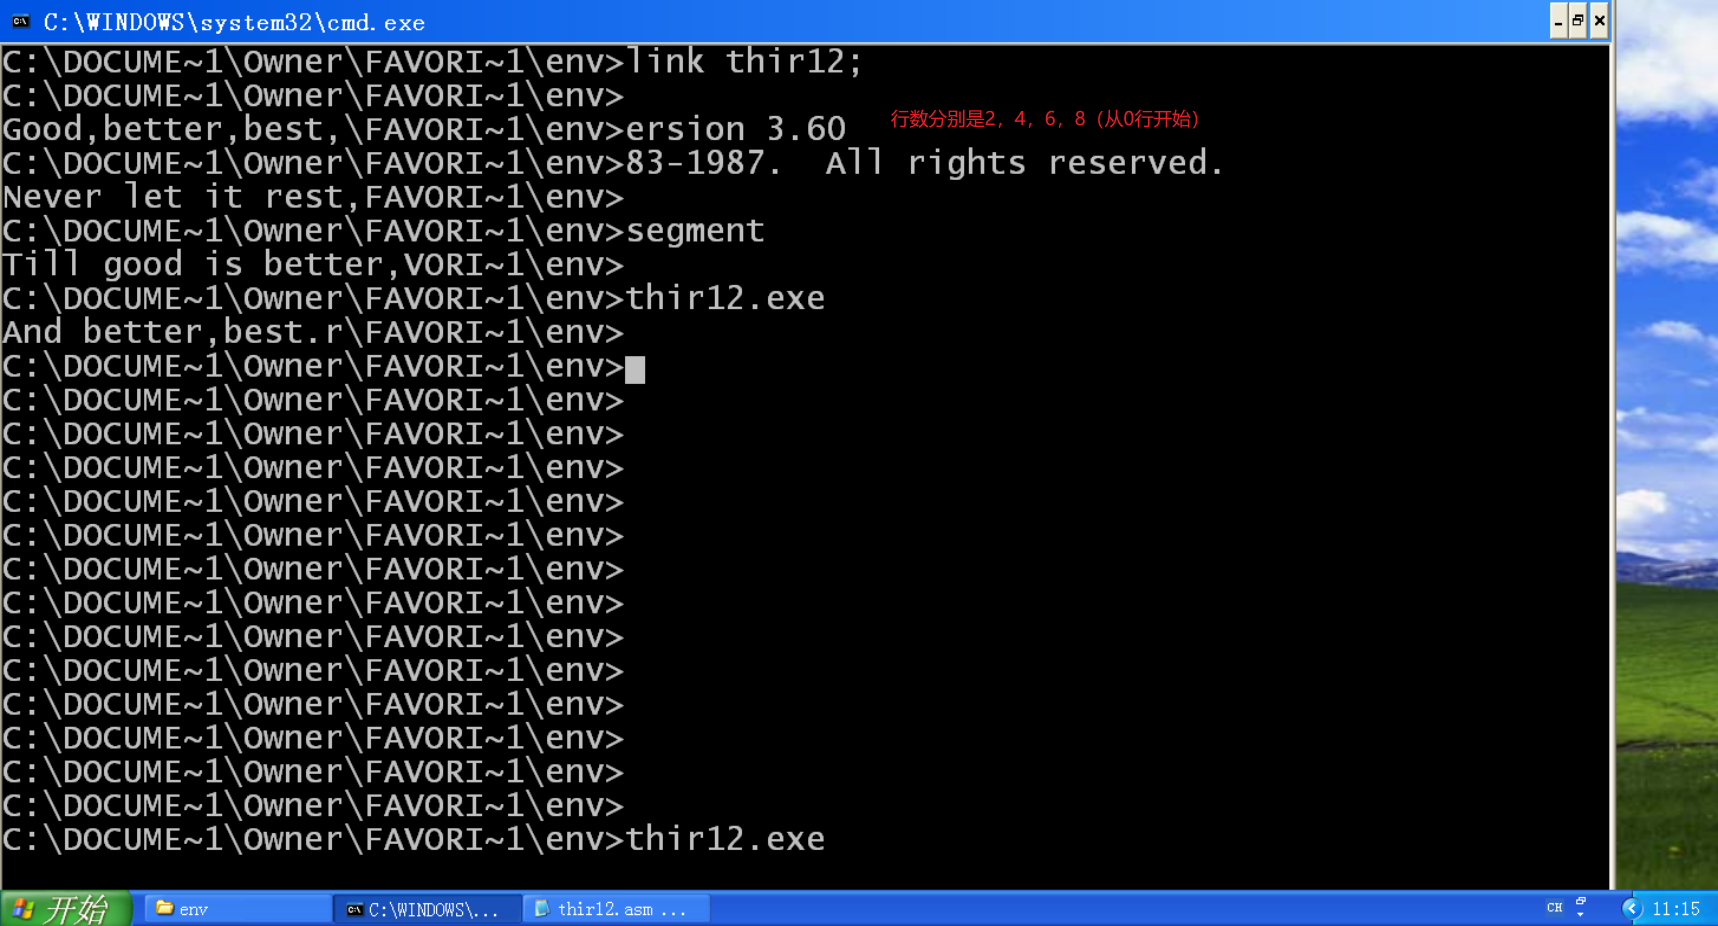 C:\WINDOWS\system32\cmd.exe
C:\DOCUME~1\Owner\FAVORI~1\env>link thir12;
C:\DOCUME~1\Owner\FAVORI~1\env>
Good,better,best,\FAVORI~1\env>ersion 3.60
行数分别是2，4，6，8（从0行开始）
C:\DOCUME~1\Owner\FAVORI~1\env>83-1987.  All rights reserved.
Never let it rest,FAVORI~1\env>
C:\DOCUME~1\Owner\FAVORI~1\env>segment
Till good is better,VORI~1\env>
C:\DOCUME~1\Owner\FAVORI~1\env>thir12.exe
And better,best.r\FAVORI~1\env>
C:\DOCUME~1\Owner\FAVORI~1\env>
C:\DOCUME~1\Owner\FAVORI~1\env>
C:\DOCUME~1\Owner\FAVORI~1\env>
C:\DOCUME~1\Owner\FAVORI~1\env>
C:\DOCUME~1\Owner\FAVORI~1\env>
C:\DOCUME~1\Owner\FAVORI~1\env>
C:\DOCUME~1\Owner\FAVORI~1\env>
C:\DOCUME~1\Owner\FAVORI~1\env>
C:\DOCUME~1\Owner\FAVORI~1\env>
C:\DOCUME~1\Owner\FAVORI~1\env>
C:\DOCUME~1\Owner\FAVORI~1\env>
C:\DOCUME~1\Owner\FAVORI~1\env>
C:\DOCUME~1\Owner\FAVORI~1\env>
C:\DOCUME~1\Owner\FAVORI~1\env>
C:\DOCUME~1\Owner\FAVORI~1\env>thir12.exe
开始
env
C:\WINDOWS\...
thir12.asm ...
CH
11:15